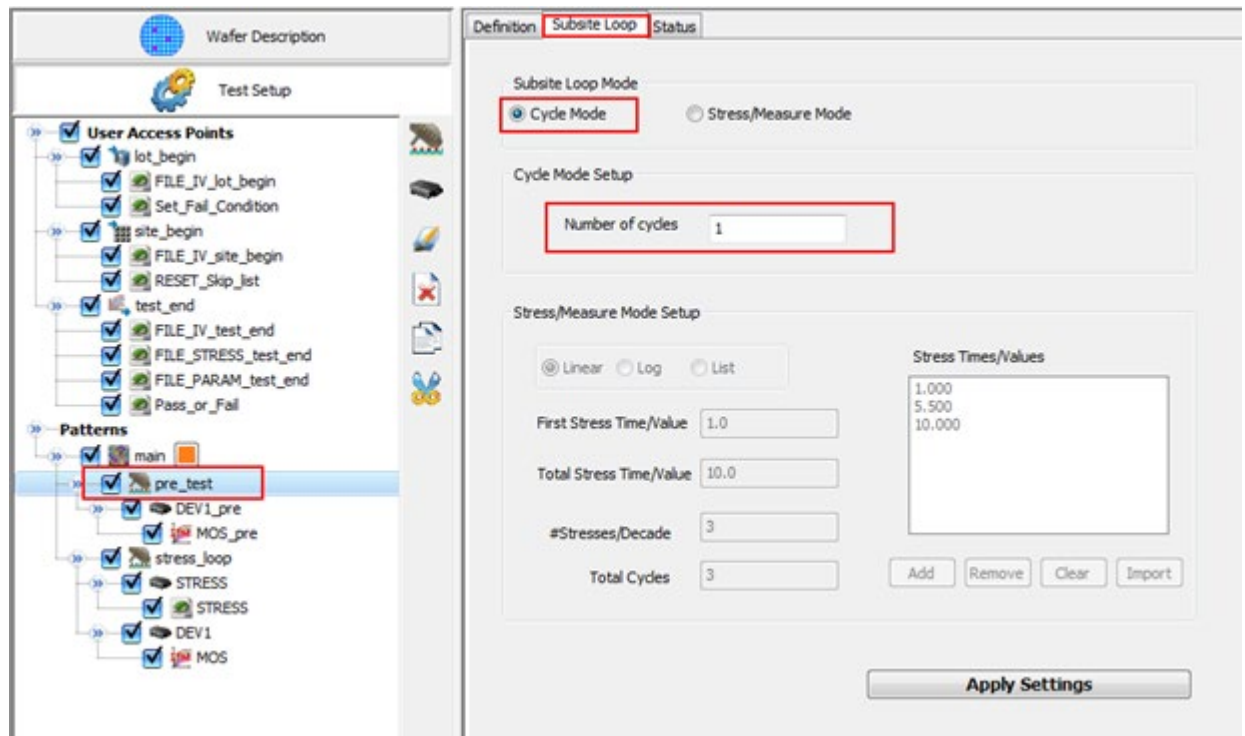 Wafer Description
Test Setup
User Access Points
lot_begin
FILE_IV_lot_begin
Set_Fail_Condition
site_begin
FILE_IV_site_begin
RESET_Skip_list
test_end
FILE_IV_test_end
FILE_STRESS_test_end
FILE_PARAM_test_end
Pass_or_Fail
Patterns
main
pre_test
DEV1_pre
MOS_pre
stress_loop
STRESS
STRESS
DEV1
MOS
Definition Subsite Loop Status
Subsite Loop Mode
Cycle Mode Stress/Measure Mode
Cycle Mode Setup
Number of cycles 1
Stress/Measure Mode Setup
Linear Log List
First Stress Time/Value 1.0
Total Stress Time/Value 10.0
#Stresses/Decade 3
Total Cycles 3
Stress Times/Values
1.000
5.500
10.000
Add Remove Clear Import
Apply Settings